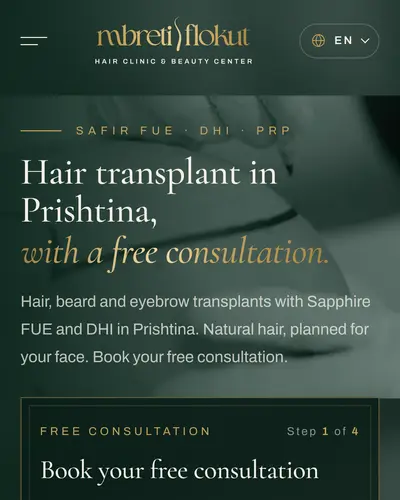 mbreti flokut
HAIR CLINIC & BEAUTY CENTER
EN
SAFIR FUE · DHI · PRP
Hair transplant in
Prishtina,
with a free consultation.
Hair, beard and eyebrow transplants with Sapphire
FUE and DHI in Prishtina. Natural hair, planned for
your face. Book your free consultation.
FREE CONSULTATION
Step 1 of 4
Book your free consultation